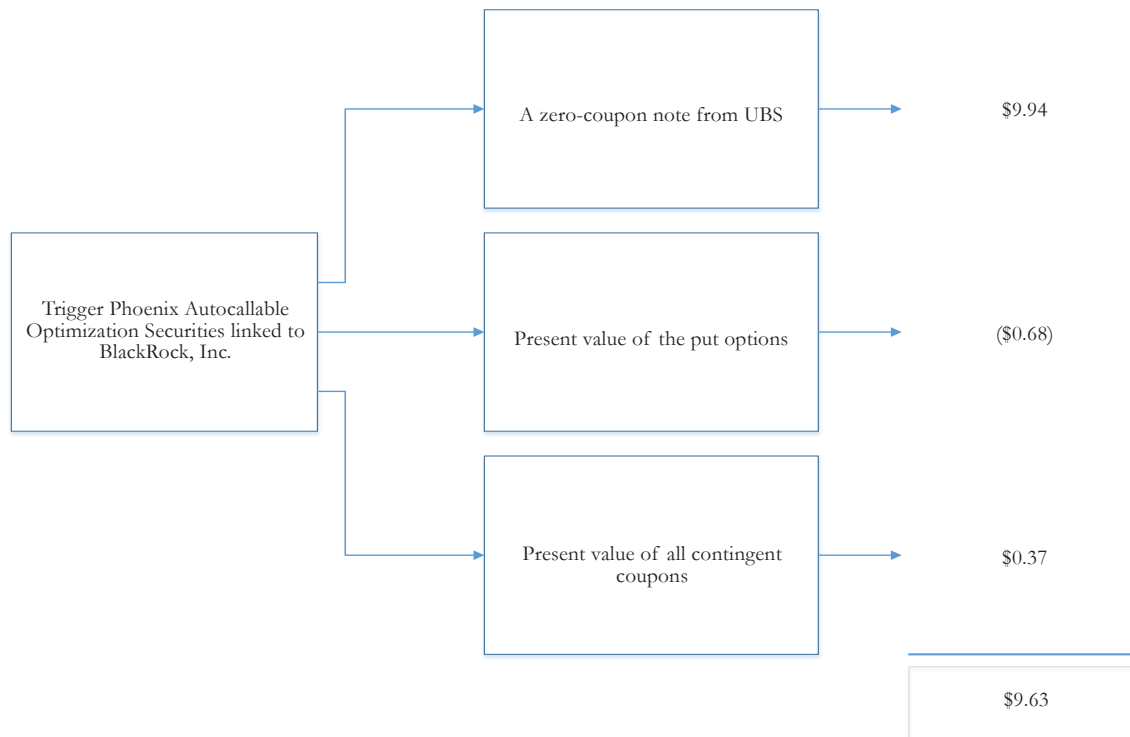 A zero-coupon note from UBS
$9.94
Trigger Phoenix Autocallable
Optimization Securities linked to
BlackRock, Inc.
Present value of the put options
($0.68)
Present value of all contingent
coupons
$0.37
$9.63